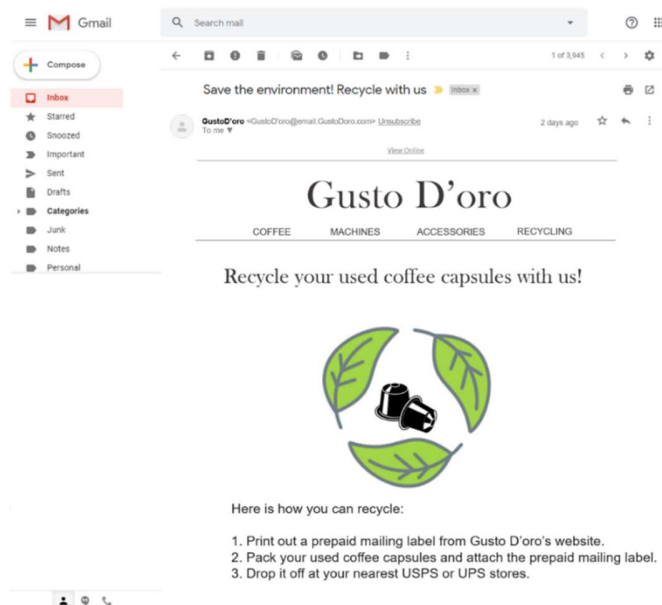 Gmail
Search mail
Compose
1 of 3,945
Inbox
Starred
Snoozed
Important
Sent
Drafts
Categories
Junk
Notes
Personal
Save the environment! Recycle with us
Inbox x
GustoD'oro <GustoD'oro@email.GustoDoro.com> Unsubscribe
2 days ago
To me
View Online
Gusto D'oro
COFFEE MACHINES ACCESSORIES RECYCLING
Recycle your used coffee capsules with us!
Here is how you can recycle:
1. Print out a prepaid mailing label from Gusto D'oro's website.
2. Pack your used coffee capsules and attach the prepaid mailing label.
3. Drop it off at your nearest USPS or UPS stores.